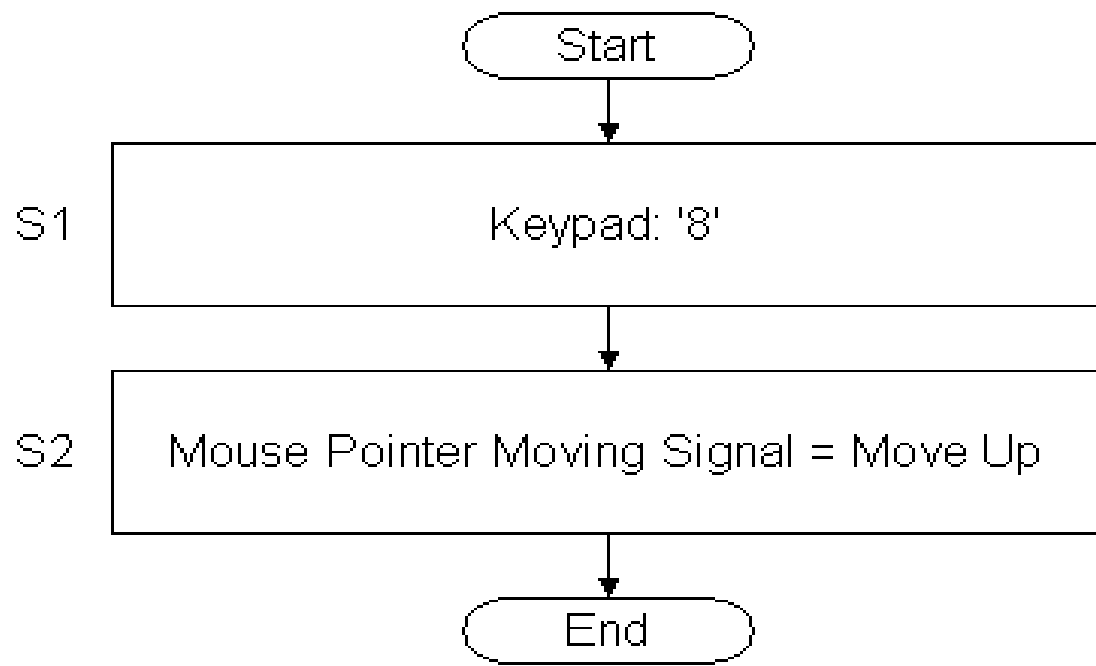 Start
S1
Keypad: '8'
S2
Mouse Pointer Moving Signal = Move Up
End